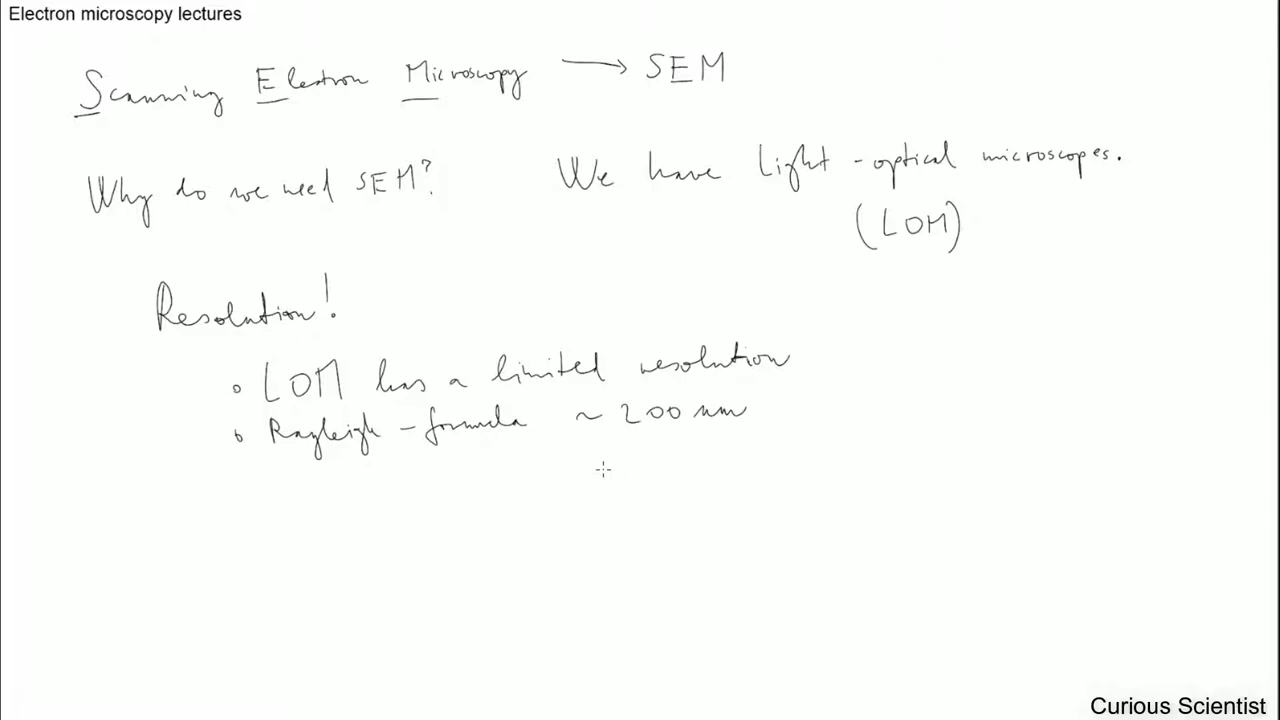 Electron microscopy lectures
Scanning Electron Microscopy → SEM
Why do we need SEM? We have Light-optical microscopes.
(LOM)
Resolution!
• LOM has a limited resolution
• Rayleigh-formula ~ 200 nm
Curious Scientist